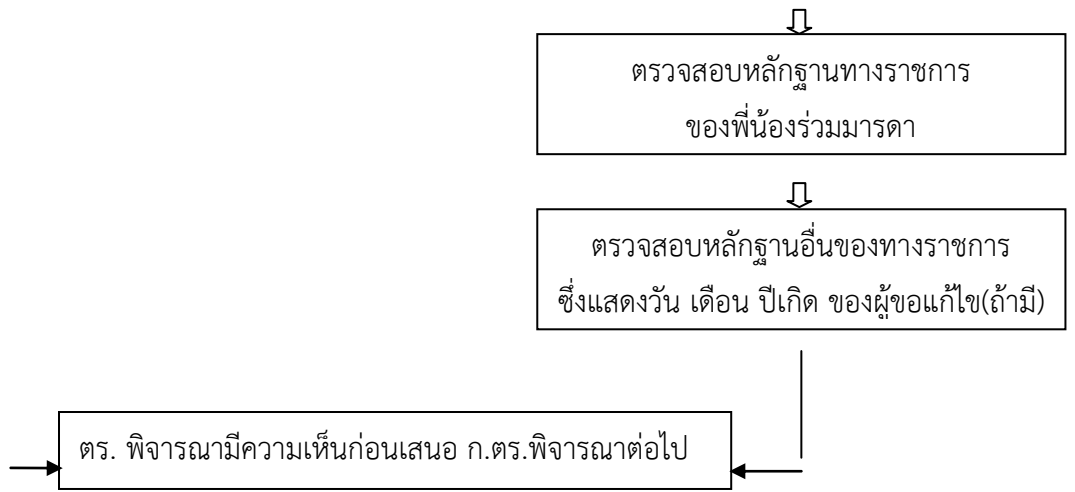 ตรวจสอบหลักฐานทางราชการ
ของพี่น้องร่วมมารดา
ตรวจสอบหลักฐานอื่นของทางราชการ
ซึ่งแสดงวัน เดือน ปีเกิด ของผู้ขอแก้ไข(ถ้ามี)
ตร. พิจารณามีความเห็นก่อนเสนอ ก.ตร.พิจารณาต่อไป